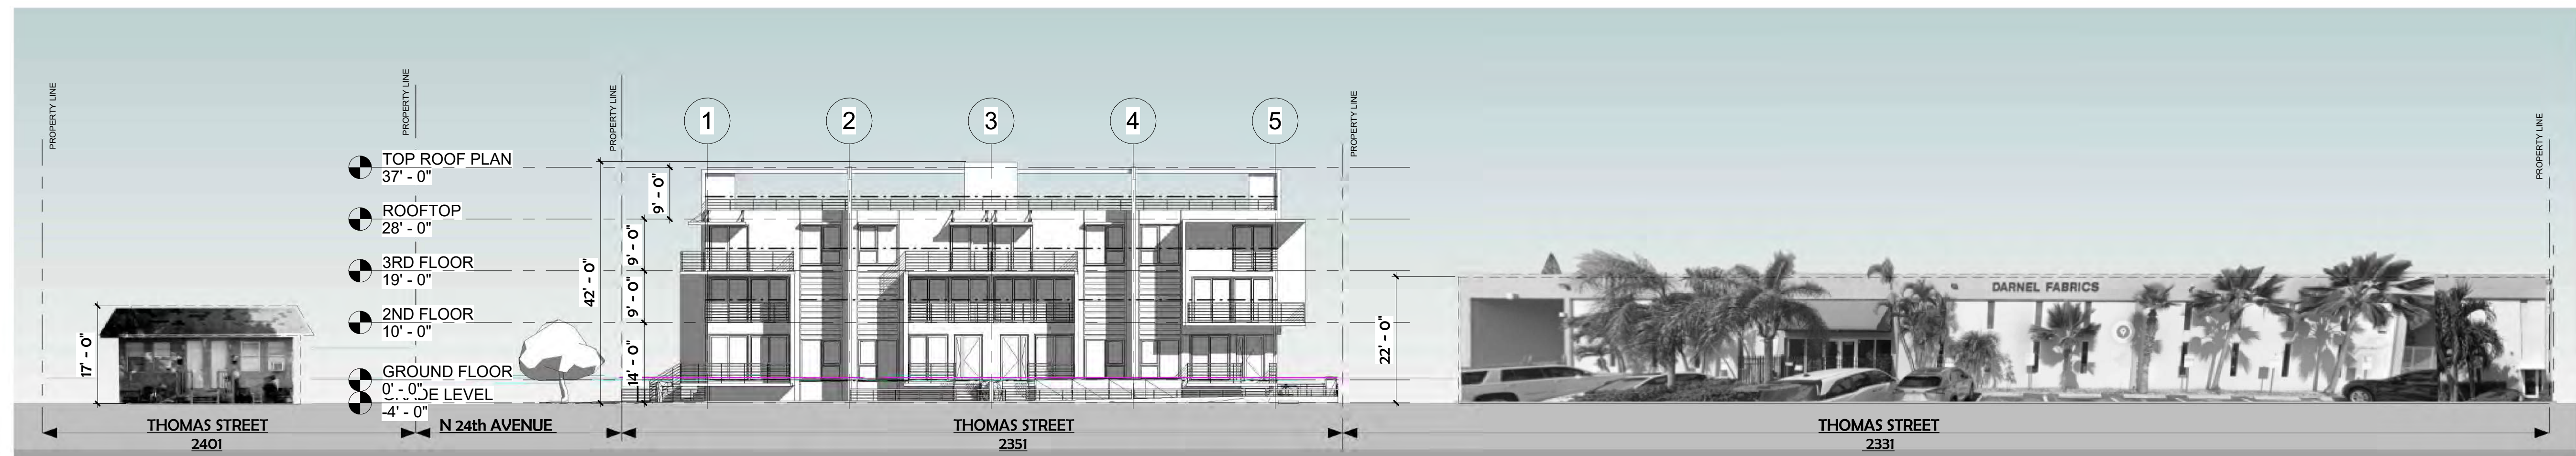 PROPERTY LINE
PROPERTY LINE
PROPERTY LINE
PROPERTY LINE
PROPERTY LINE
1
2
3
4
5
TOP ROOF PLAN
37' - 0"
ROOFTOP
28' - 0"
3RD FLOOR
19' - 0"
2ND FLOOR
10' - 0"
GROUND FLOOR
0' - 0"
LEVEL
-4' - 0"
17' - 0"
42' - 0"
9' - 0"
9' - 0"
9' - 0"
14' - 0"
22' - 0"
DARNEL FABRICS
THOMAS STREET
2401
N 24th AVENUE
THOMAS STREET
2351
THOMAS STREET
2331